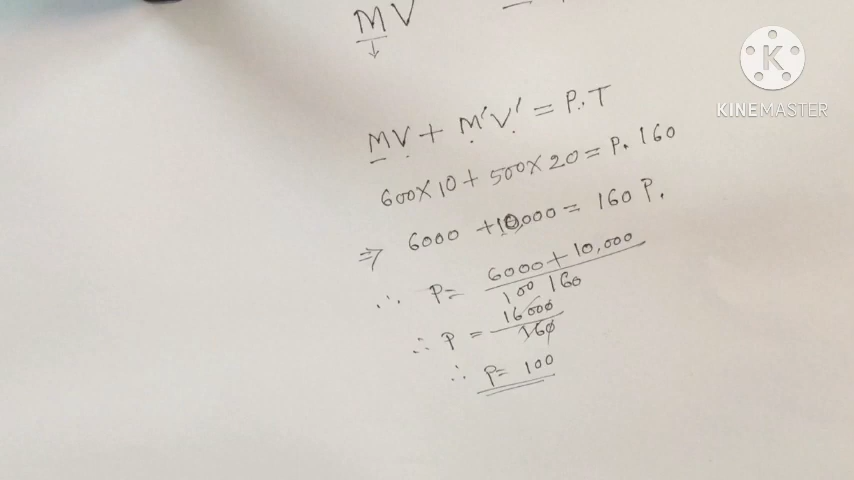 MV
K
KINEMASTER
MV + M'V' = P.T
600×10 + 500×20 = P. 160
⇒ 6000 + 10,000 = 160 P.
∴ P = 6000 + 10,000 / 160
100
∴ P = 16000 / 160
∴ P = 100